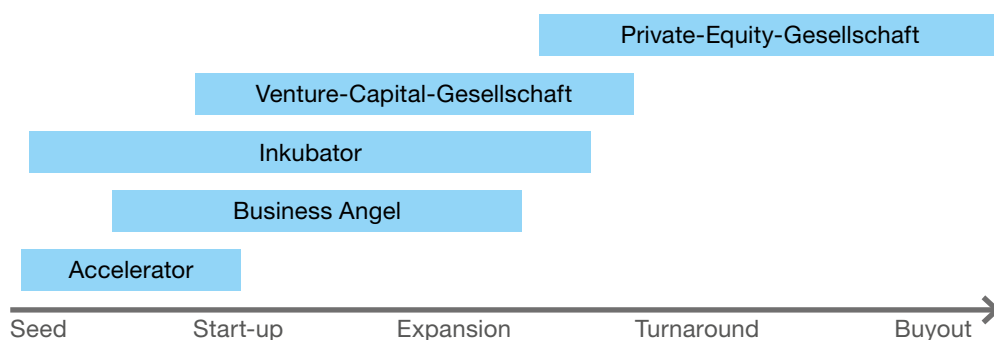 Private-Equity-Gesellschaft
Venture-Capital-Gesellschaft
Inkubator
Business Angel
Accelerator
Seed Start-up Expansion Turnaround Buyout